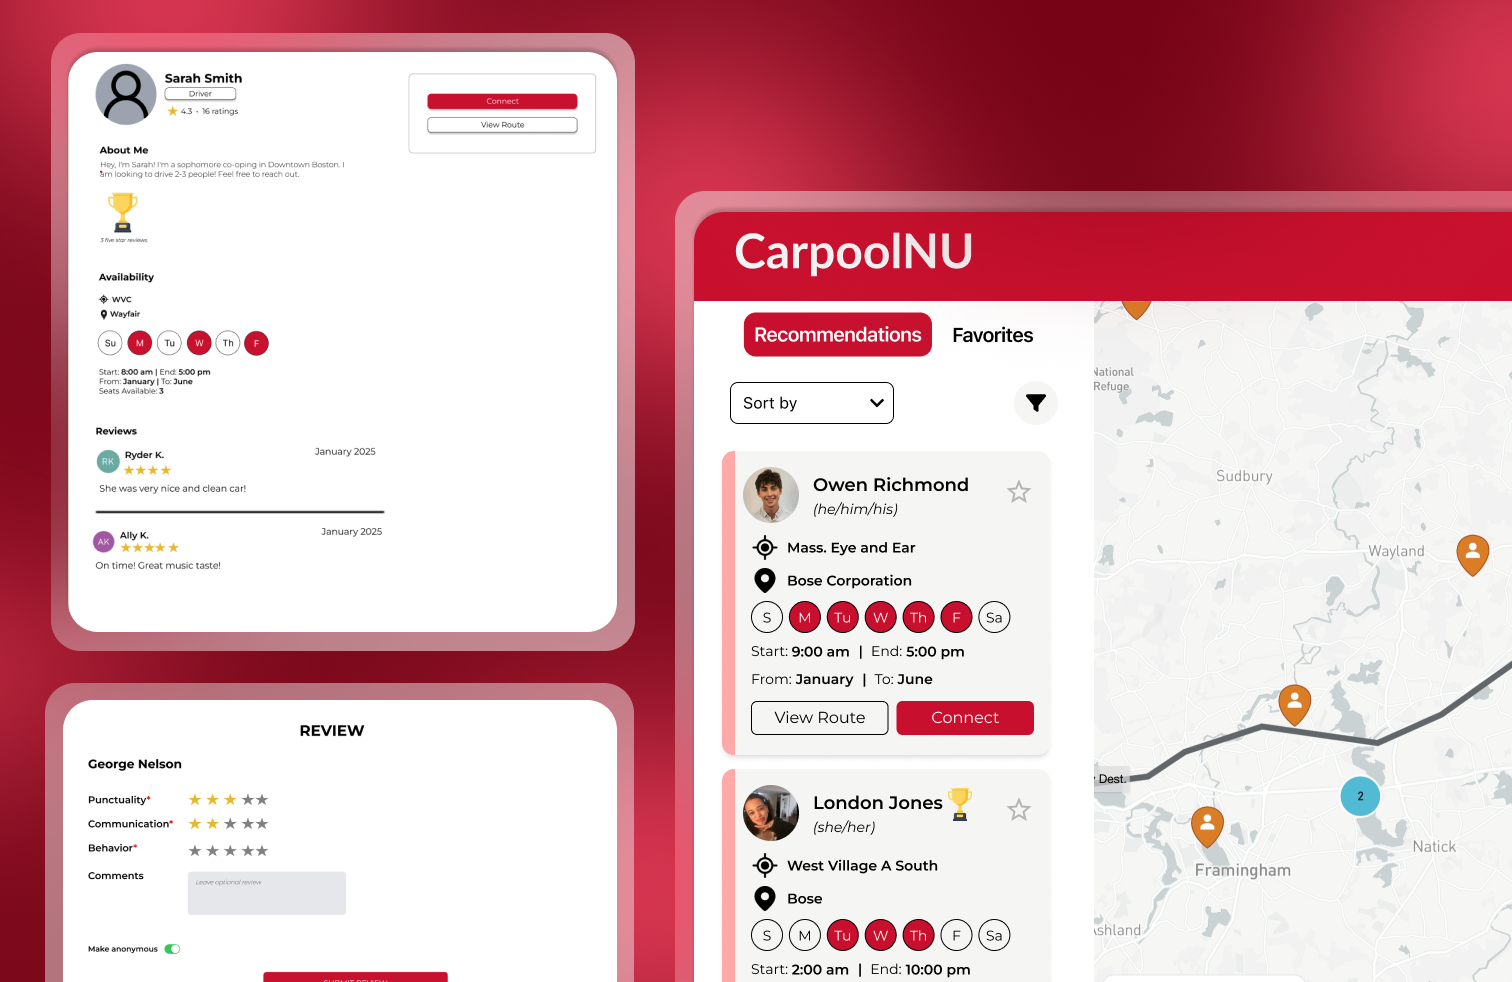 Sarah Smith
Driver
4.3 • 16 ratings
Connect
View Route
About Me
Hey, I'm Sarah! I'm a sophomore co-oping in Downtown Boston. I
am looking to drive 2-3 people! Feel free to reach out.
3 five star reviews
Availability
WVC
Wayfair
Su M Tu W Th F
Start: 8:00 am | End: 5:00 pm
From: January | To: June
Seats Available: 3
Reviews
RK Ryder K. January 2025
She was very nice and clean car!
AK Ally K. January 2025
On time! Great music taste!
REVIEW
George Nelson
Punctuality*
Communication*
Behavior*
Comments
Leave optional review
Make anonymous
SUBMIT REVIEW
CarpoolNU
Recommendations Favorites
Sort by
Owen Richmond
(he/him/his)
Mass. Eye and Ear
Bose Corporation
S M Tu W Th F Sa
Start: 9:00 am | End: 5:00 pm
From: January | To: June
View Route Connect
London Jones
(she/her)
West Village A South
Bose
S M Tu W Th F Sa
Start: 2:00 am | End: 10:00 pm
National
Refuge
Sudbury
Wayland
Dest.
2
Natick
Framingham
Ashland